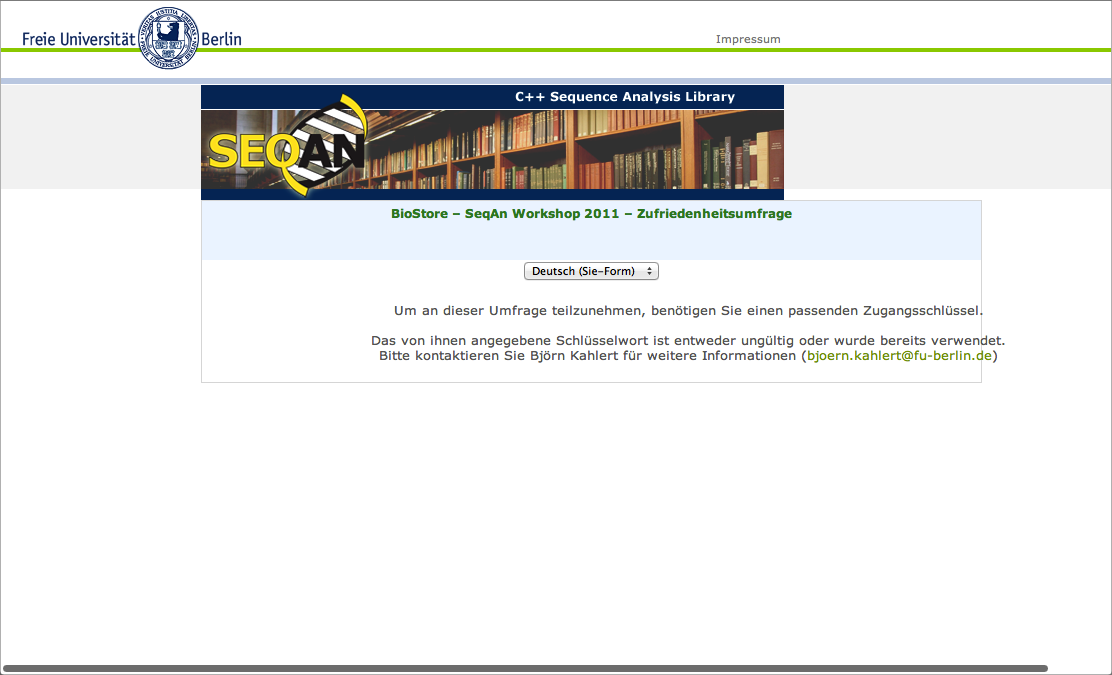 Freie Universität Berlin
Impressum
C++ Sequence Analysis Library
SEQAN
BioStore – SeqAn Workshop 2011 – Zufriedenheitsumfrage
Deutsch (Sie-Form)
Um an dieser Umfrage teilzunehmen, benötigen Sie einen passenden Zugangsschlüssel.
Das von ihnen angegebene Schlüsselwort ist entweder ungültig oder wurde bereits verwendet.
Bitte kontaktieren Sie Björn Kahlert für weitere Informationen (bjoern.kahlert@fu-berlin.de)